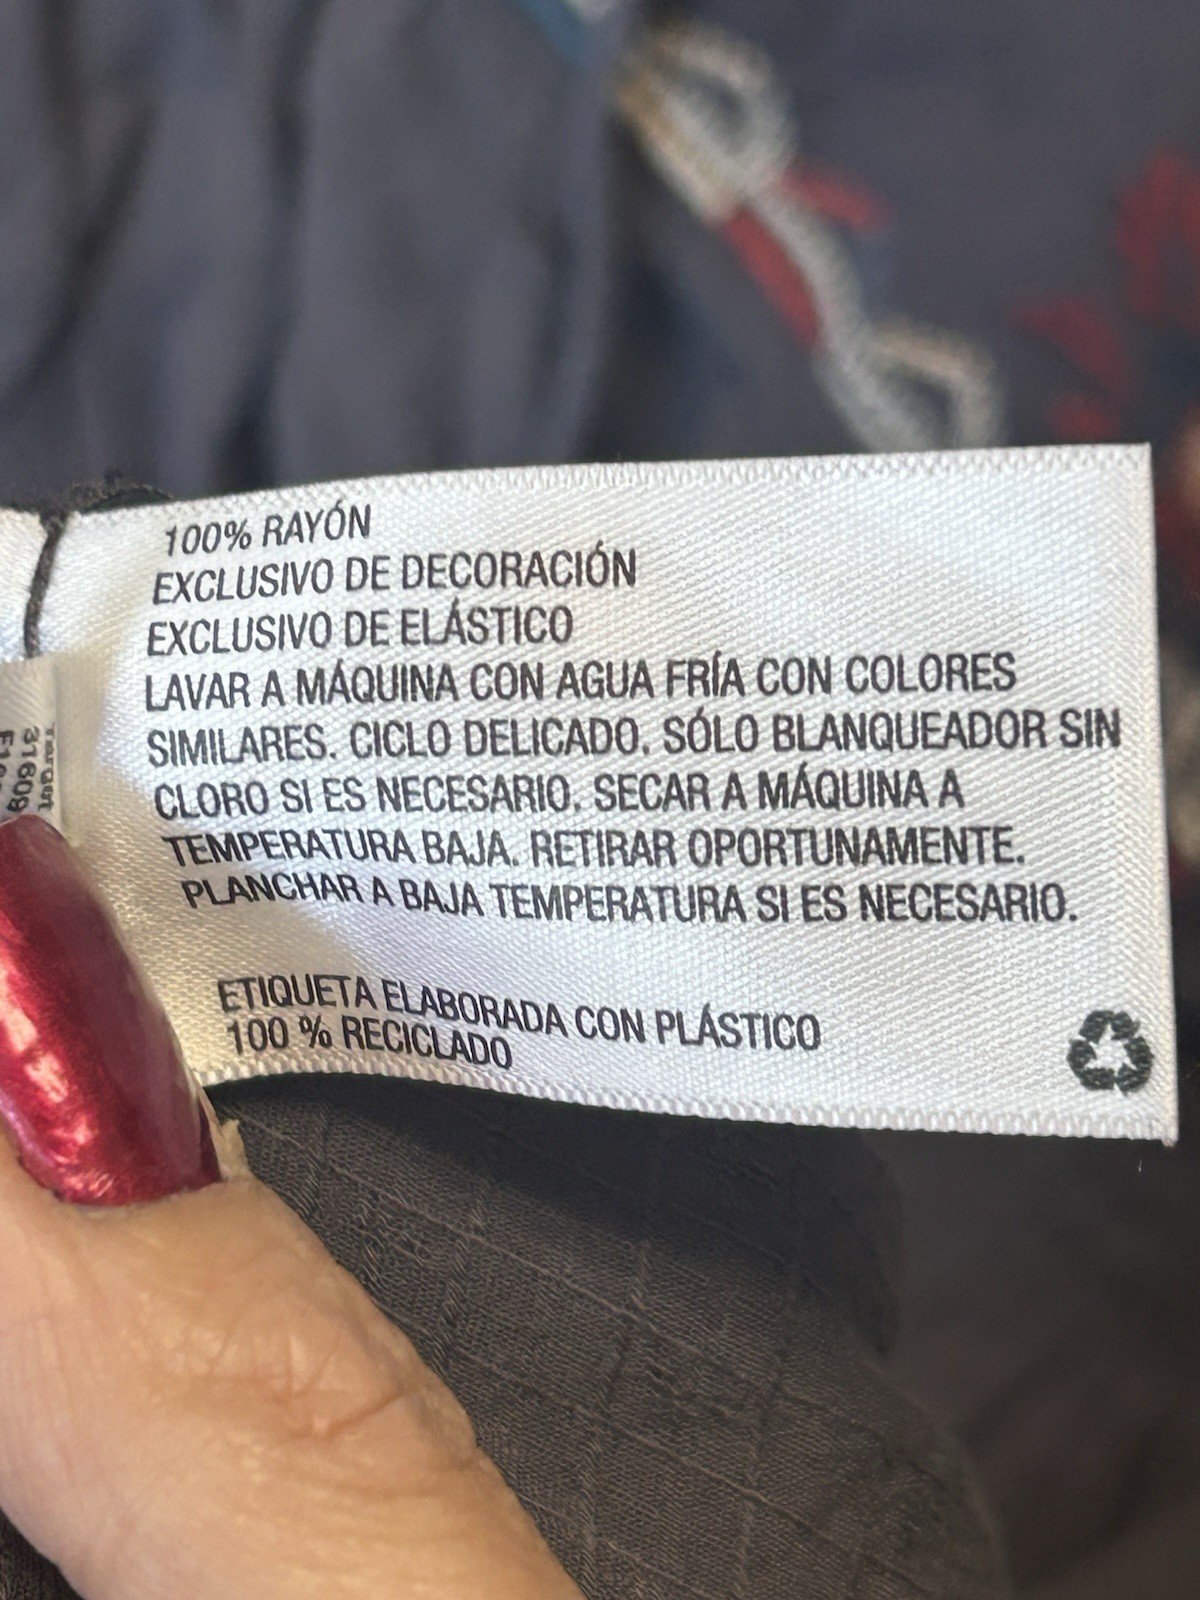 100% RAYÓN
EXCLUSIVO DE DECORACIÓN
EXCLUSIVO DE ELÁSTICO
LAVAR A MÁQUINA CON AGUA FRÍA CON COLORES
SIMILARES. CICLO DELICADO. SÓLO BLANQUEADOR SIN
CLORO SI ES NECESARIO. SECAR A MÁQUINA A
TEMPERATURA BAJA. RETIRAR OPORTUNAMENTE.
PLANCHAR A BAJA TEMPERATURA SI ES NECESARIO.
ETIQUETA ELABORADA CON PLÁSTICO
100 % RECICLADO
31609